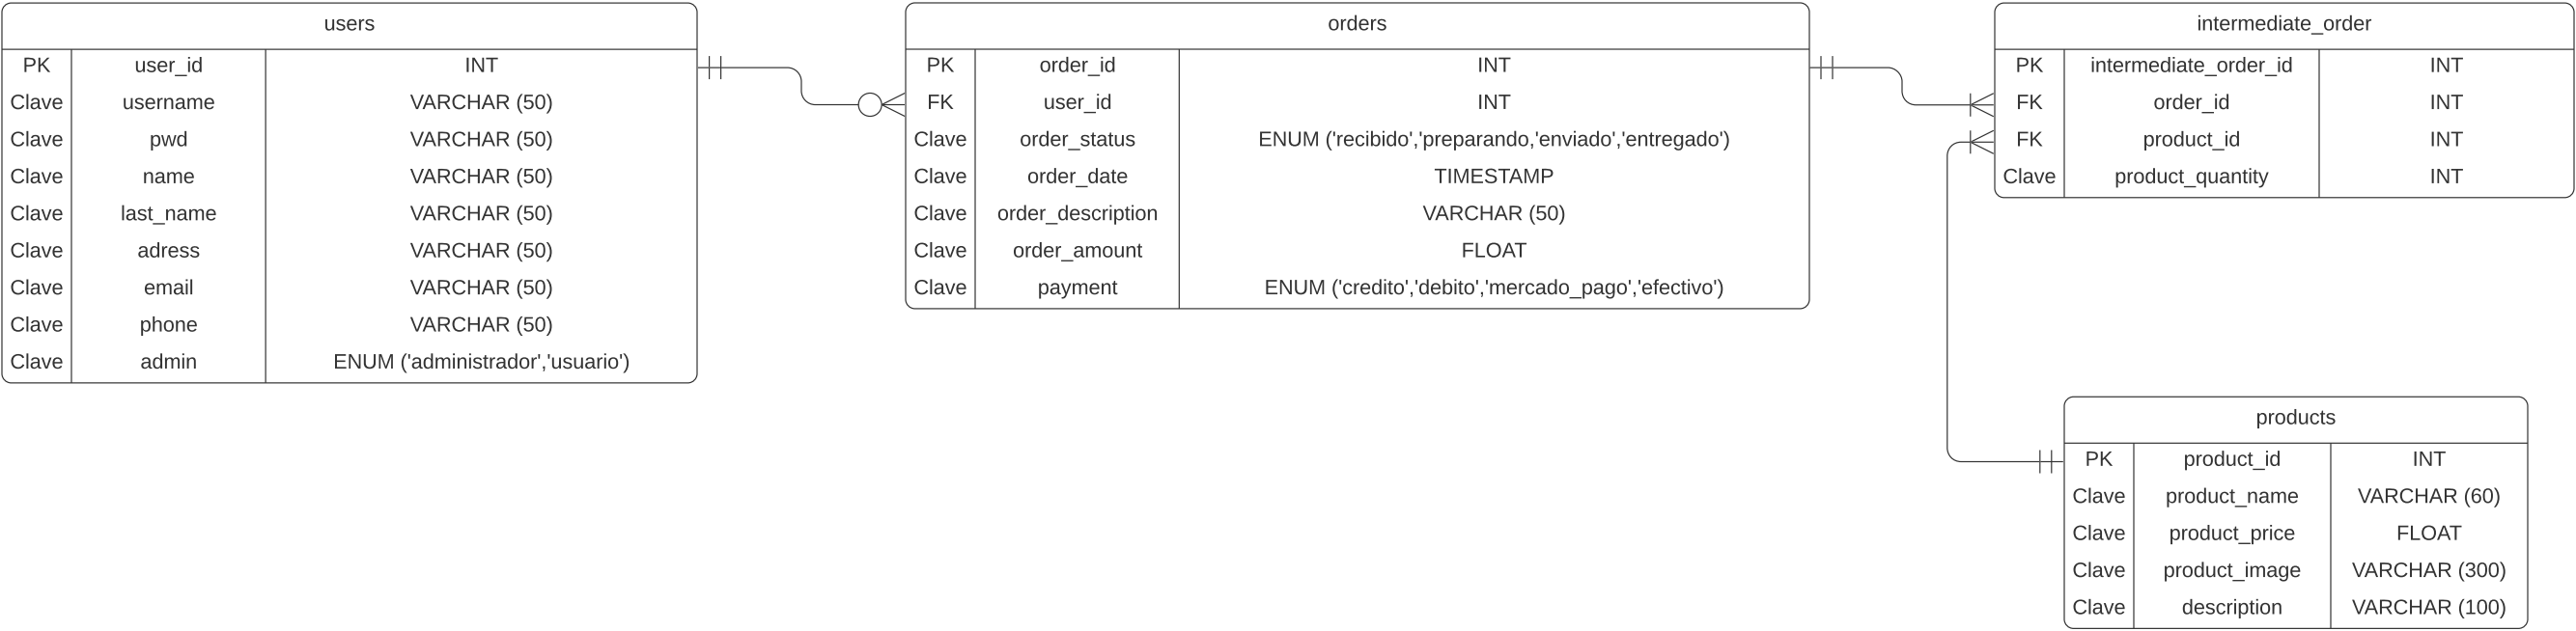 users
PK user_id INT
Clave username VARCHAR (50)
Clave pwd VARCHAR (50)
Clave name VARCHAR (50)
Clave last_name VARCHAR (50)
Clave adress VARCHAR (50)
Clave email VARCHAR (50)
Clave phone VARCHAR (50)
Clave admin ENUM ('administrador','usuario')
orders
PK order_id INT
FK user_id INT
Clave order_status ENUM ('recibido','preparando,'enviado','entregado')
Clave order_date TIMESTAMP
Clave order_description VARCHAR (50)
Clave order_amount FLOAT
Clave payment ENUM ('credito','debito','mercado_pago','efectivo')
intermediate_order
PK intermediate_order_id INT
FK order_id INT
FK product_id INT
Clave product_quantity INT
products
PK product_id INT
Clave product_name VARCHAR (60)
Clave product_price FLOAT
Clave product_image VARCHAR (300)
Clave description VARCHAR (100)